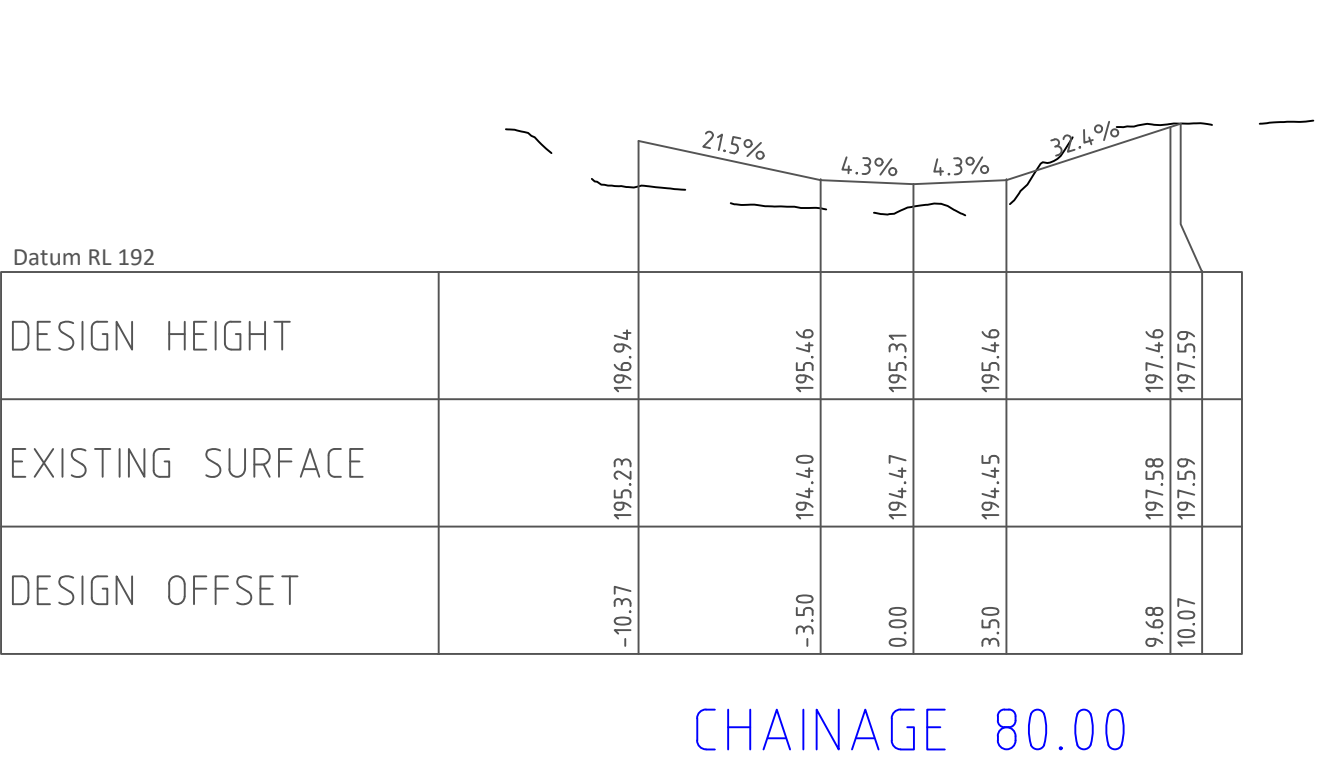 21.5%
4.3%
4.3%
32.4%
Datum RL 192
DESIGN HEIGHT 196.94 195.46 195.31 195.46 197.46 197.59
EXISTING SURFACE 195.23 194.40 194.47 194.45 197.58 197.59
DESIGN OFFSET -10.37 -3.50 0.00 3.50 9.68 10.07
CHAINAGE 80.00